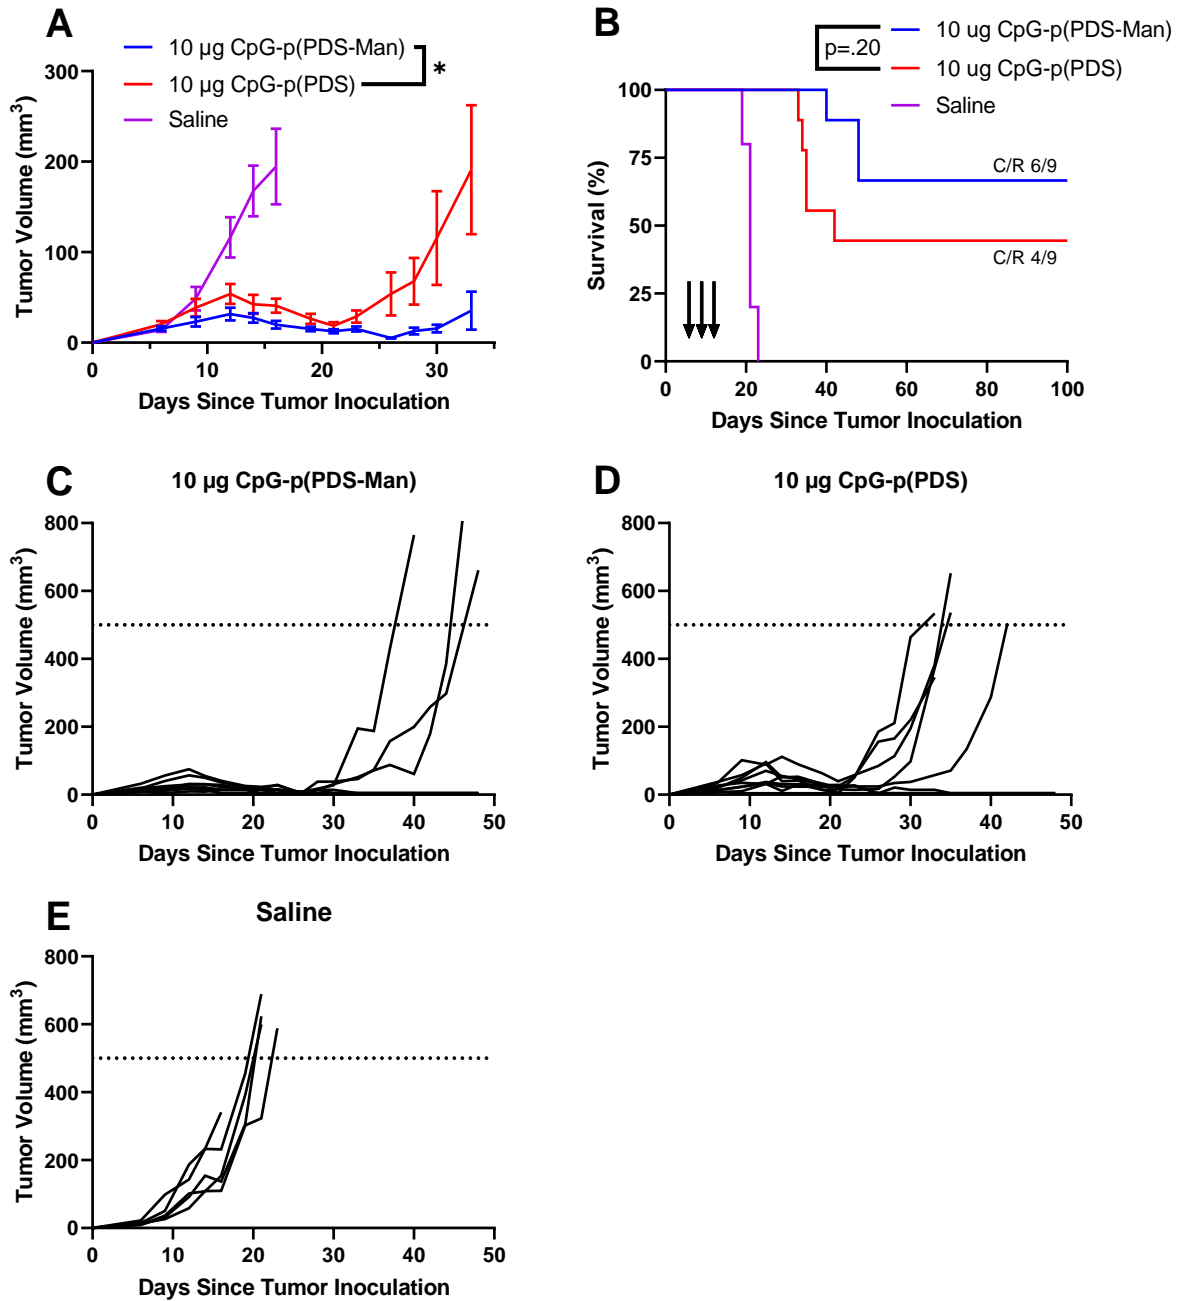 A
10 µg CpG-p(PDS-Man)
10 µg CpG-p(PDS)
Saline
*
300
200
100
0
0 10 20 30
Tumor Volume (mm³)
Days Since Tumor Inoculation
B
10 ug CpG-p(PDS-Man)
10 ug CpG-p(PDS)
Saline
p=.20
100
75
50
25
0
0 20 40 60 80 100
Survival (%)
C/R 6/9
C/R 4/9
Days Since Tumor Inoculation
C
10 µg CpG-p(PDS-Man)
800
600
400
200
0
0 10 20 30 40 50
Tumor Volume (mm³)
Days Since Tumor Inoculation
D
10 µg CpG-p(PDS)
800
600
400
200
0
0 10 20 30 40 50
Tumor Volume (mm³)
Days Since Tumor Inoculation
E
Saline
800
600
400
200
0
0 10 20 30 40 50
Tumor Volume (mm³)
Days Since Tumor Inoculation